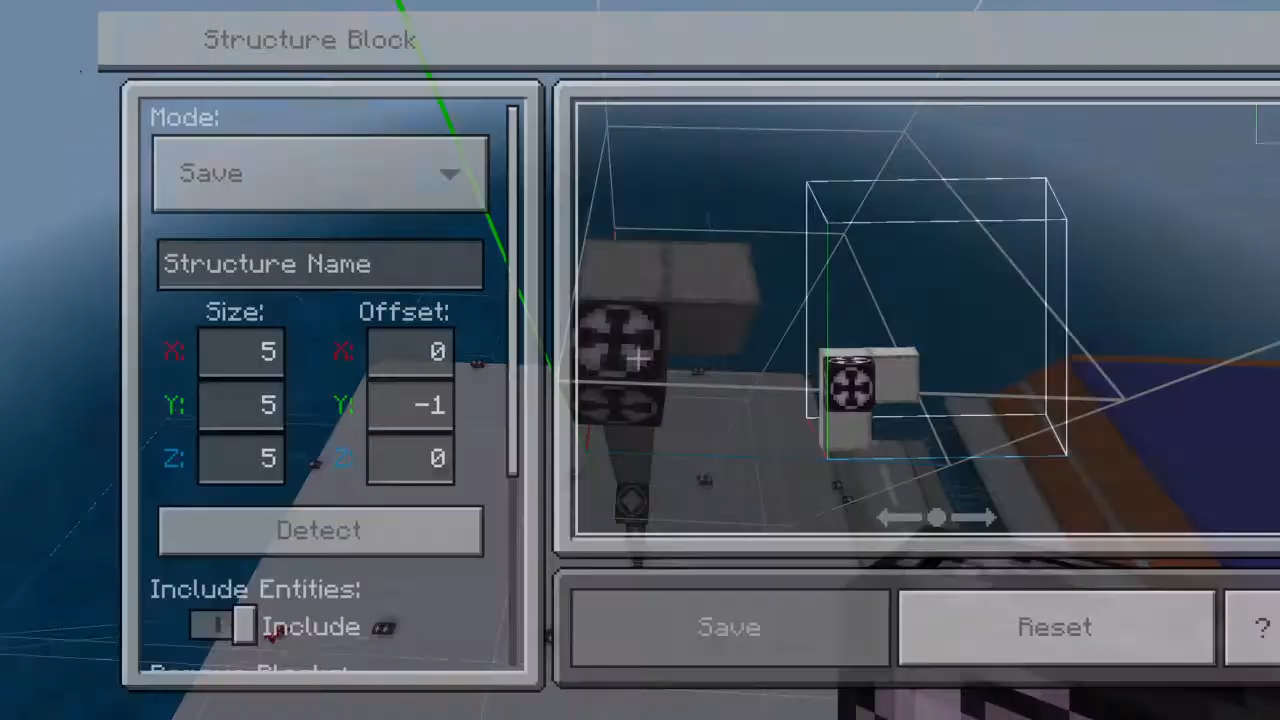 Structure Block
Mode:
Save
Structure Name
Size: Offset:
X: 5 X: 0
Y: 5 Y: -1
Z: 5 Z: 0
Detect
Include Entities:
Include
Save Reset ?